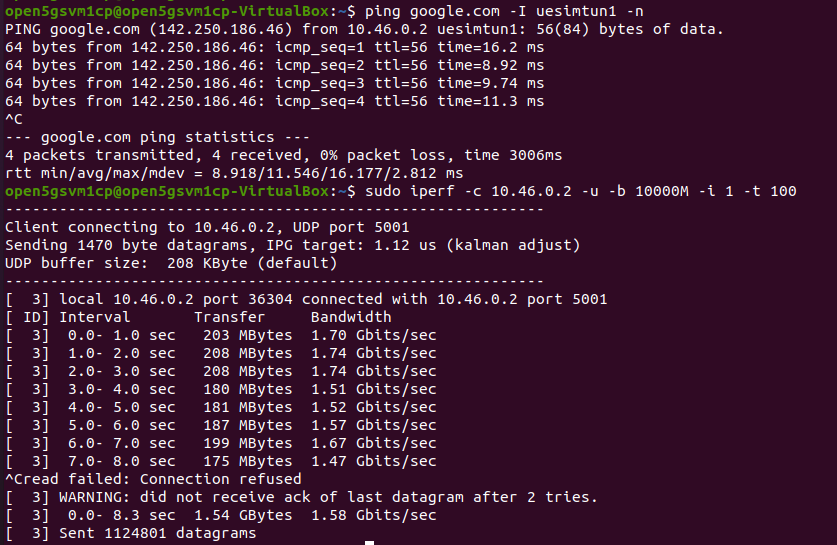 open5gsvm1cp@open5gsvm1cp-VirtualBox:~$ ping google.com -I uesimtun1 -n
PING google.com (142.250.186.46) from 10.46.0.2 uesimtun1: 56(84) bytes of data.
64 bytes from 142.250.186.46: icmp_seq=1 ttl=56 time=16.2 ms
64 bytes from 142.250.186.46: icmp_seq=2 ttl=56 time=8.92 ms
64 bytes from 142.250.186.46: icmp_seq=3 ttl=56 time=9.74 ms
64 bytes from 142.250.186.46: icmp_seq=4 ttl=56 time=11.3 ms
^C
--- google.com ping statistics ---
4 packets transmitted, 4 received, 0% packet loss, time 3006ms
rtt min/avg/max/mdev = 8.918/11.546/16.177/2.812 ms
open5gsvm1cp@open5gsvm1cp-VirtualBox:~$ sudo iperf -c 10.46.0.2 -u -b 10000M -i 1 -t 100
------------------------------------------------------------
Client connecting to 10.46.0.2, UDP port 5001
Sending 1470 byte datagrams, IPG target: 1.12 us (kalman adjust)
UDP buffer size:  208 KByte (default)
------------------------------------------------------------
[  3] local 10.46.0.2 port 36304 connected with 10.46.0.2 port 5001
[ ID] Interval       Transfer     Bandwidth
[  3]  0.0- 1.0 sec   203 MBytes  1.70 Gbits/sec
[  3]  1.0- 2.0 sec   208 MBytes  1.74 Gbits/sec
[  3]  2.0- 3.0 sec   208 MBytes  1.74 Gbits/sec
[  3]  3.0- 4.0 sec   180 MBytes  1.51 Gbits/sec
[  3]  4.0- 5.0 sec   181 MBytes  1.52 Gbits/sec
[  3]  5.0- 6.0 sec   187 MBytes  1.57 Gbits/sec
[  3]  6.0- 7.0 sec   199 MBytes  1.67 Gbits/sec
[  3]  7.0- 8.0 sec   175 MBytes  1.47 Gbits/sec
^Cread failed: Connection refused
[  3] WARNING: did not receive ack of last datagram after 2 tries.
[  3]  0.0- 8.3 sec  1.54 GBytes  1.58 Gbits/sec
[  3] Sent 1124801 datagrams